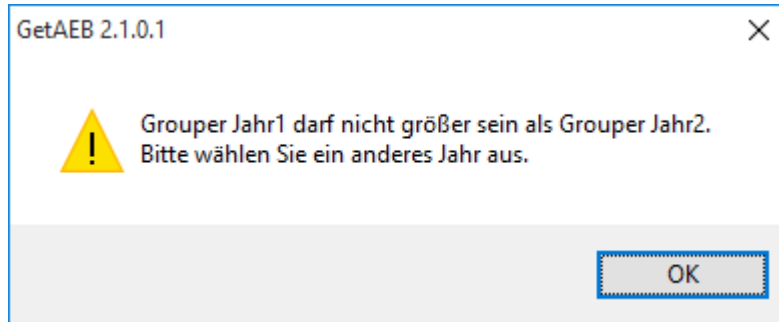 GetAEB 2.1.0.1
Grouper Jahr1 darf nicht größer sein als Grouper Jahr2.
Bitte wählen Sie ein anderes Jahr aus.
OK